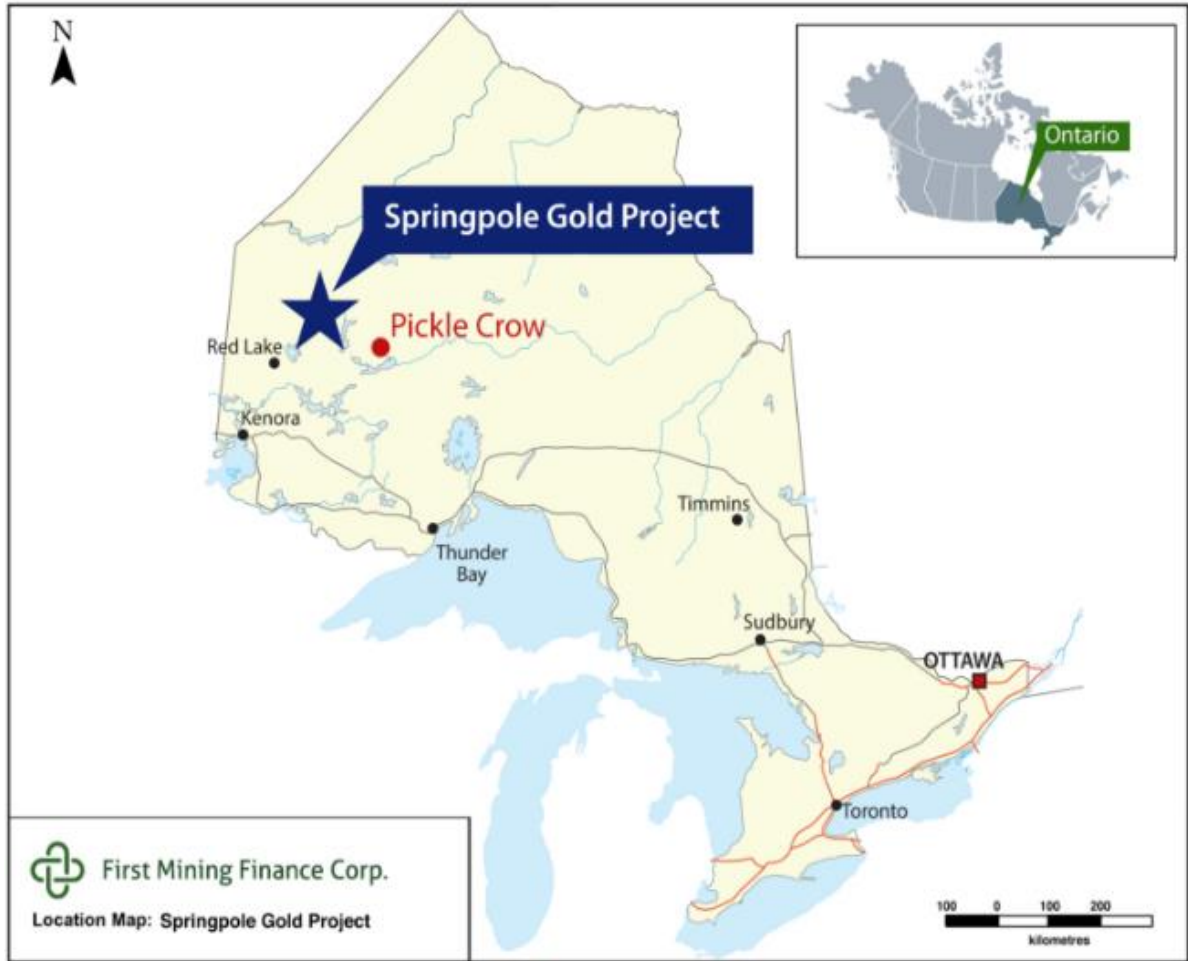 N
Ontario
Springpole Gold Project
Pickle Crow
Red Lake
Kenora
Timmins
Thunder
Bay
Sudbury
OTTAWA
Toronto
First Mining Finance Corp.
Location Map: Springpole Gold Project
100 0 100 200
kilometres